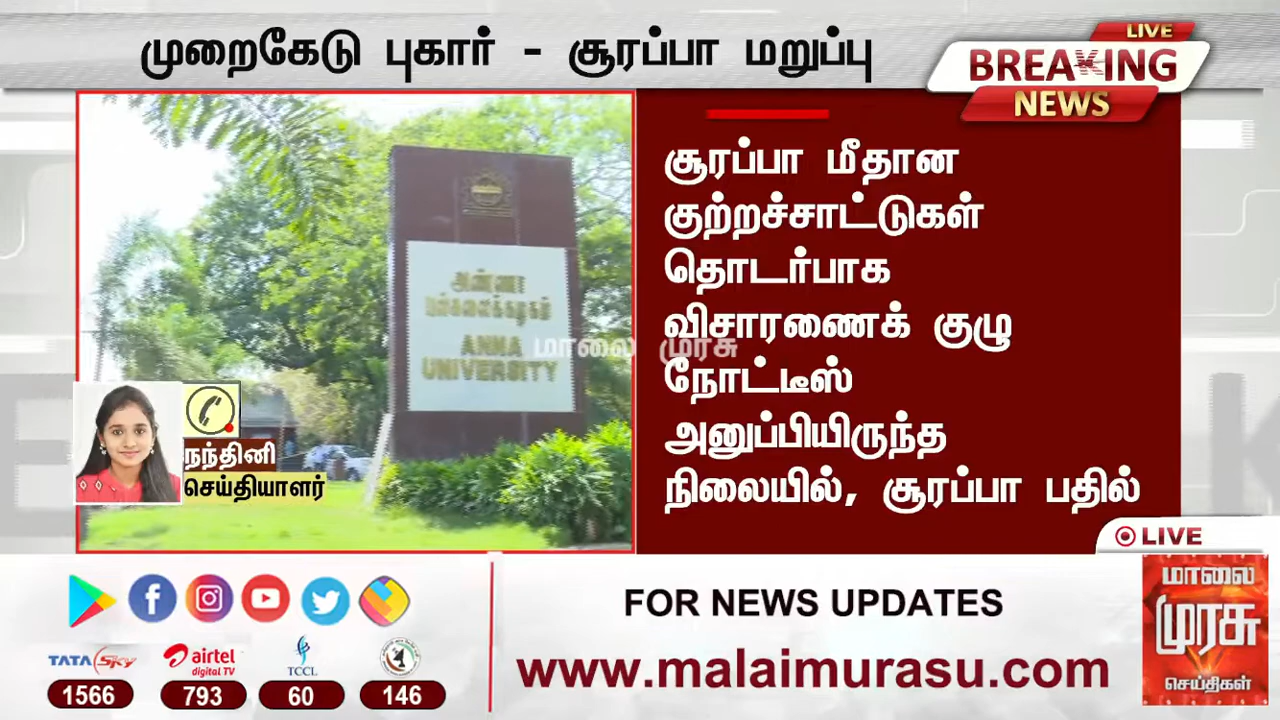 முறைகேடு புகார் - சூரப்பா மறுப்பு
LIVE
BREAKING
NEWS
சூரப்பா மீதான
குற்றச்சாட்டுகள்
தொடர்பாக
விசாரணைக் குழு
நோட்டீஸ்
அனுப்பியிருந்த
நிலையில், சூரப்பா பதில்
அண்ணா
பல்கலைக்கழகம்
ANNA
UNIVERSITY
மாலை முரசு
நந்தினி
செய்தியாளர்
LIVE
FOR NEWS UPDATES
www.malaimurasu.com
TATA Sky
1566
airtel
digital TV
793
TCCL
60
146
மாலை
முரசு
செய்திகள்